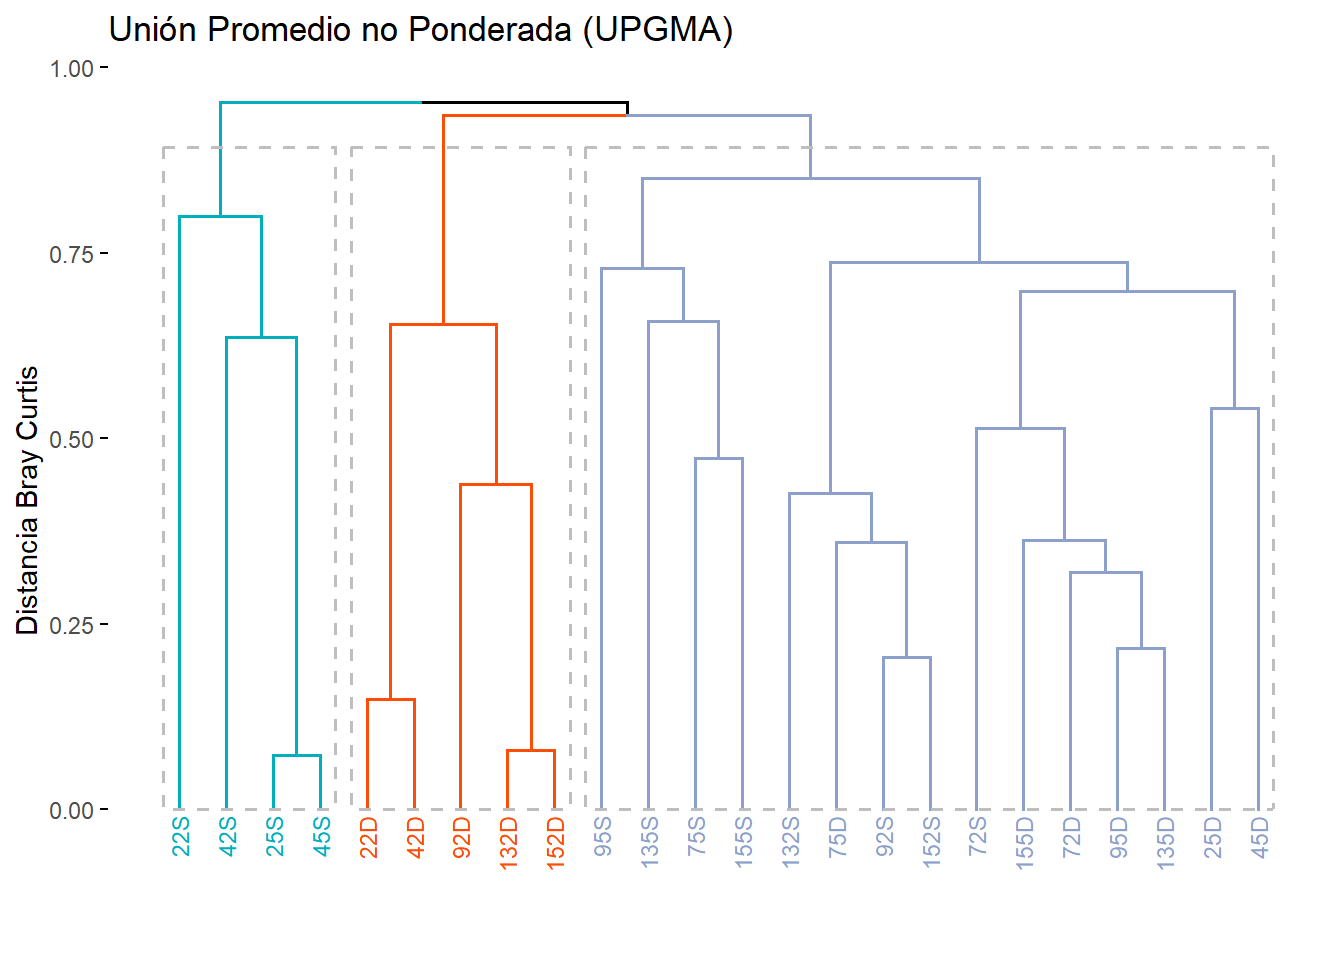 Unión Promedio no Ponderada (UPGMA)
1.00
0.75
0.50
0.25
0.00
Distancia Bray Curtis
22S
42S
25S
45S
22D
42D
92D
132D
152D
95S
135S
75S
155S
132S
75D
92S
152S
72S
155D
72D
95D
135D
25D
45D